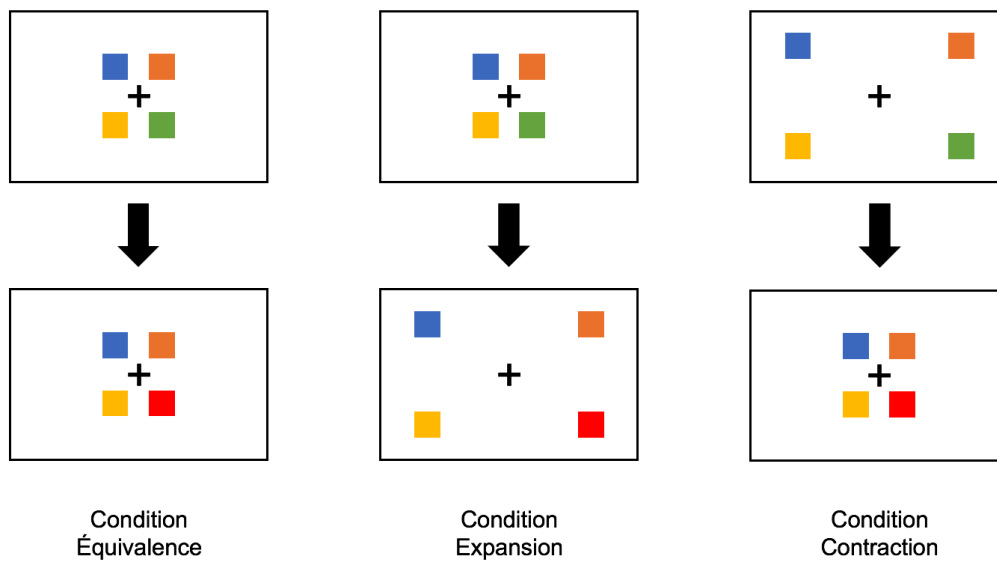 Condition
Équivalence
Condition
Expansion
Condition
Contraction